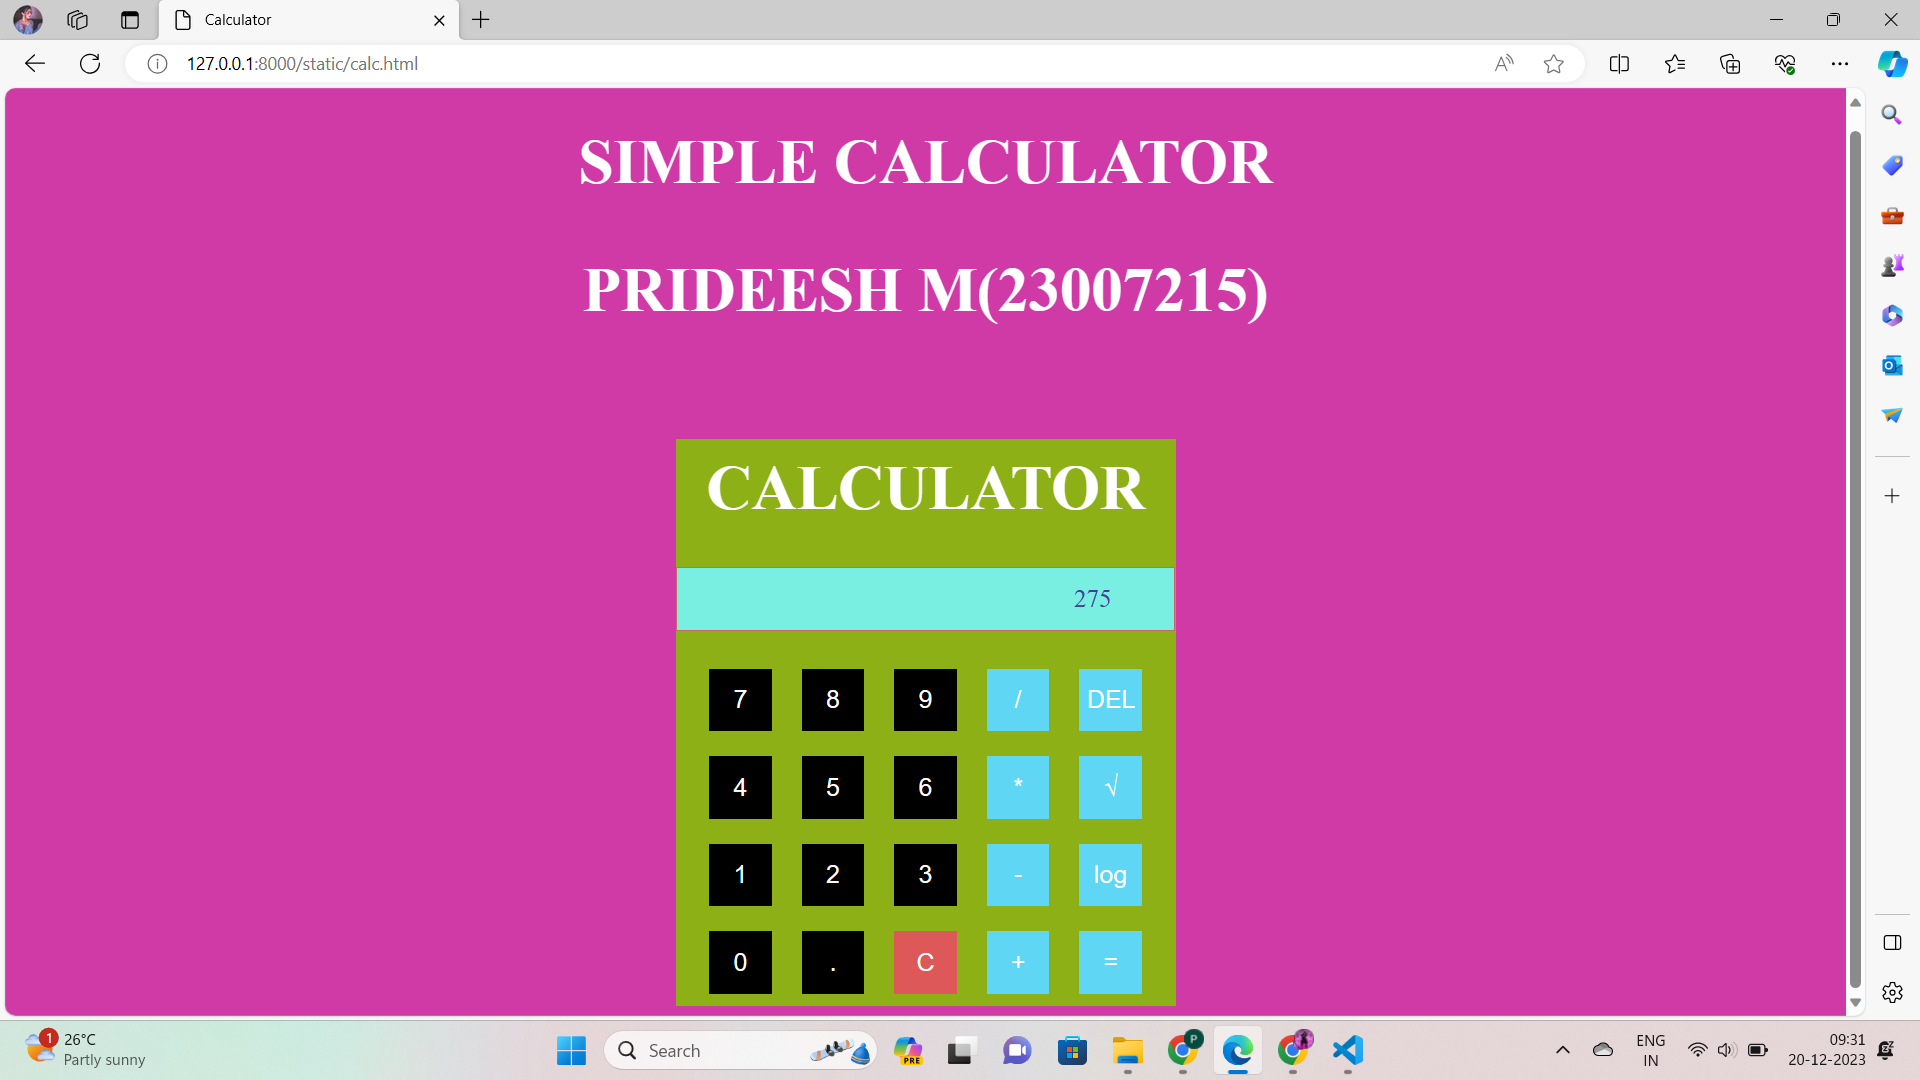 Calculator
127.0.0.1:8000/static/calc.html
SIMPLE CALCULATOR
PRIDEESH M(23007215)
CALCULATOR
275
7 8 9 / DEL
4 5 6 * √
1 2 3 - log
0 . C + =
1
26°C
Partly sunny
Search
PRE
P
ENG
IN
09:31
20-12-2023